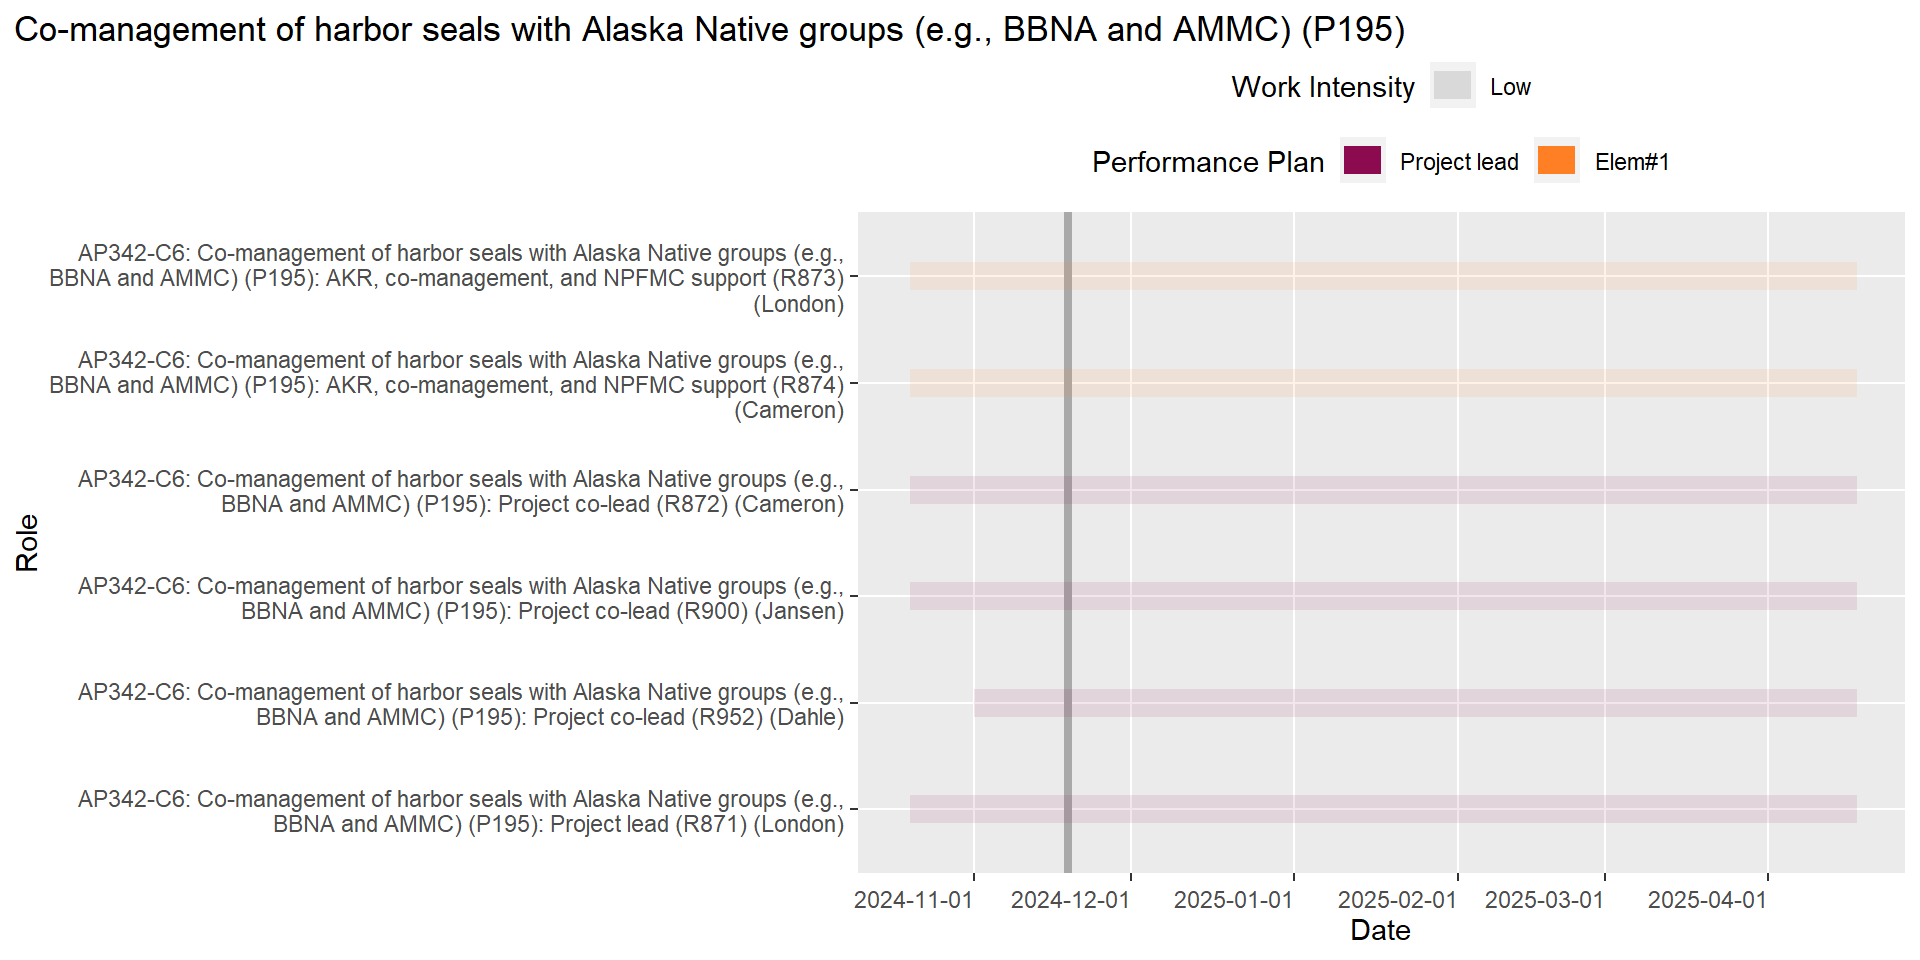 Co-management of harbor seals with Alaska Native groups (e.g., BBNA and AMMC) (P195)
Work Intensity Low
Performance Plan Project lead Elem#1
AP342-C6: Co-management of harbor seals with Alaska Native groups (e.g.,
BBNA and AMMC) (P195): AKR, co-management, and NPFMC support (R873)
(London)
AP342-C6: Co-management of harbor seals with Alaska Native groups (e.g.,
BBNA and AMMC) (P195): AKR, co-management, and NPFMC support (R874)
(Cameron)
AP342-C6: Co-management of harbor seals with Alaska Native groups (e.g.,
BBNA and AMMC) (P195): Project co-lead (R872) (Cameron)
AP342-C6: Co-management of harbor seals with Alaska Native groups (e.g.,
BBNA and AMMC) (P195): Project co-lead (R900) (Jansen)
AP342-C6: Co-management of harbor seals with Alaska Native groups (e.g.,
BBNA and AMMC) (P195): Project co-lead (R952) (Dahle)
AP342-C6: Co-management of harbor seals with Alaska Native groups (e.g.,
BBNA and AMMC) (P195): Project lead (R871) (London)
Role
2024-11-01 2024-12-01 2025-01-01 2025-02-01 2025-03-01 2025-04-01
Date